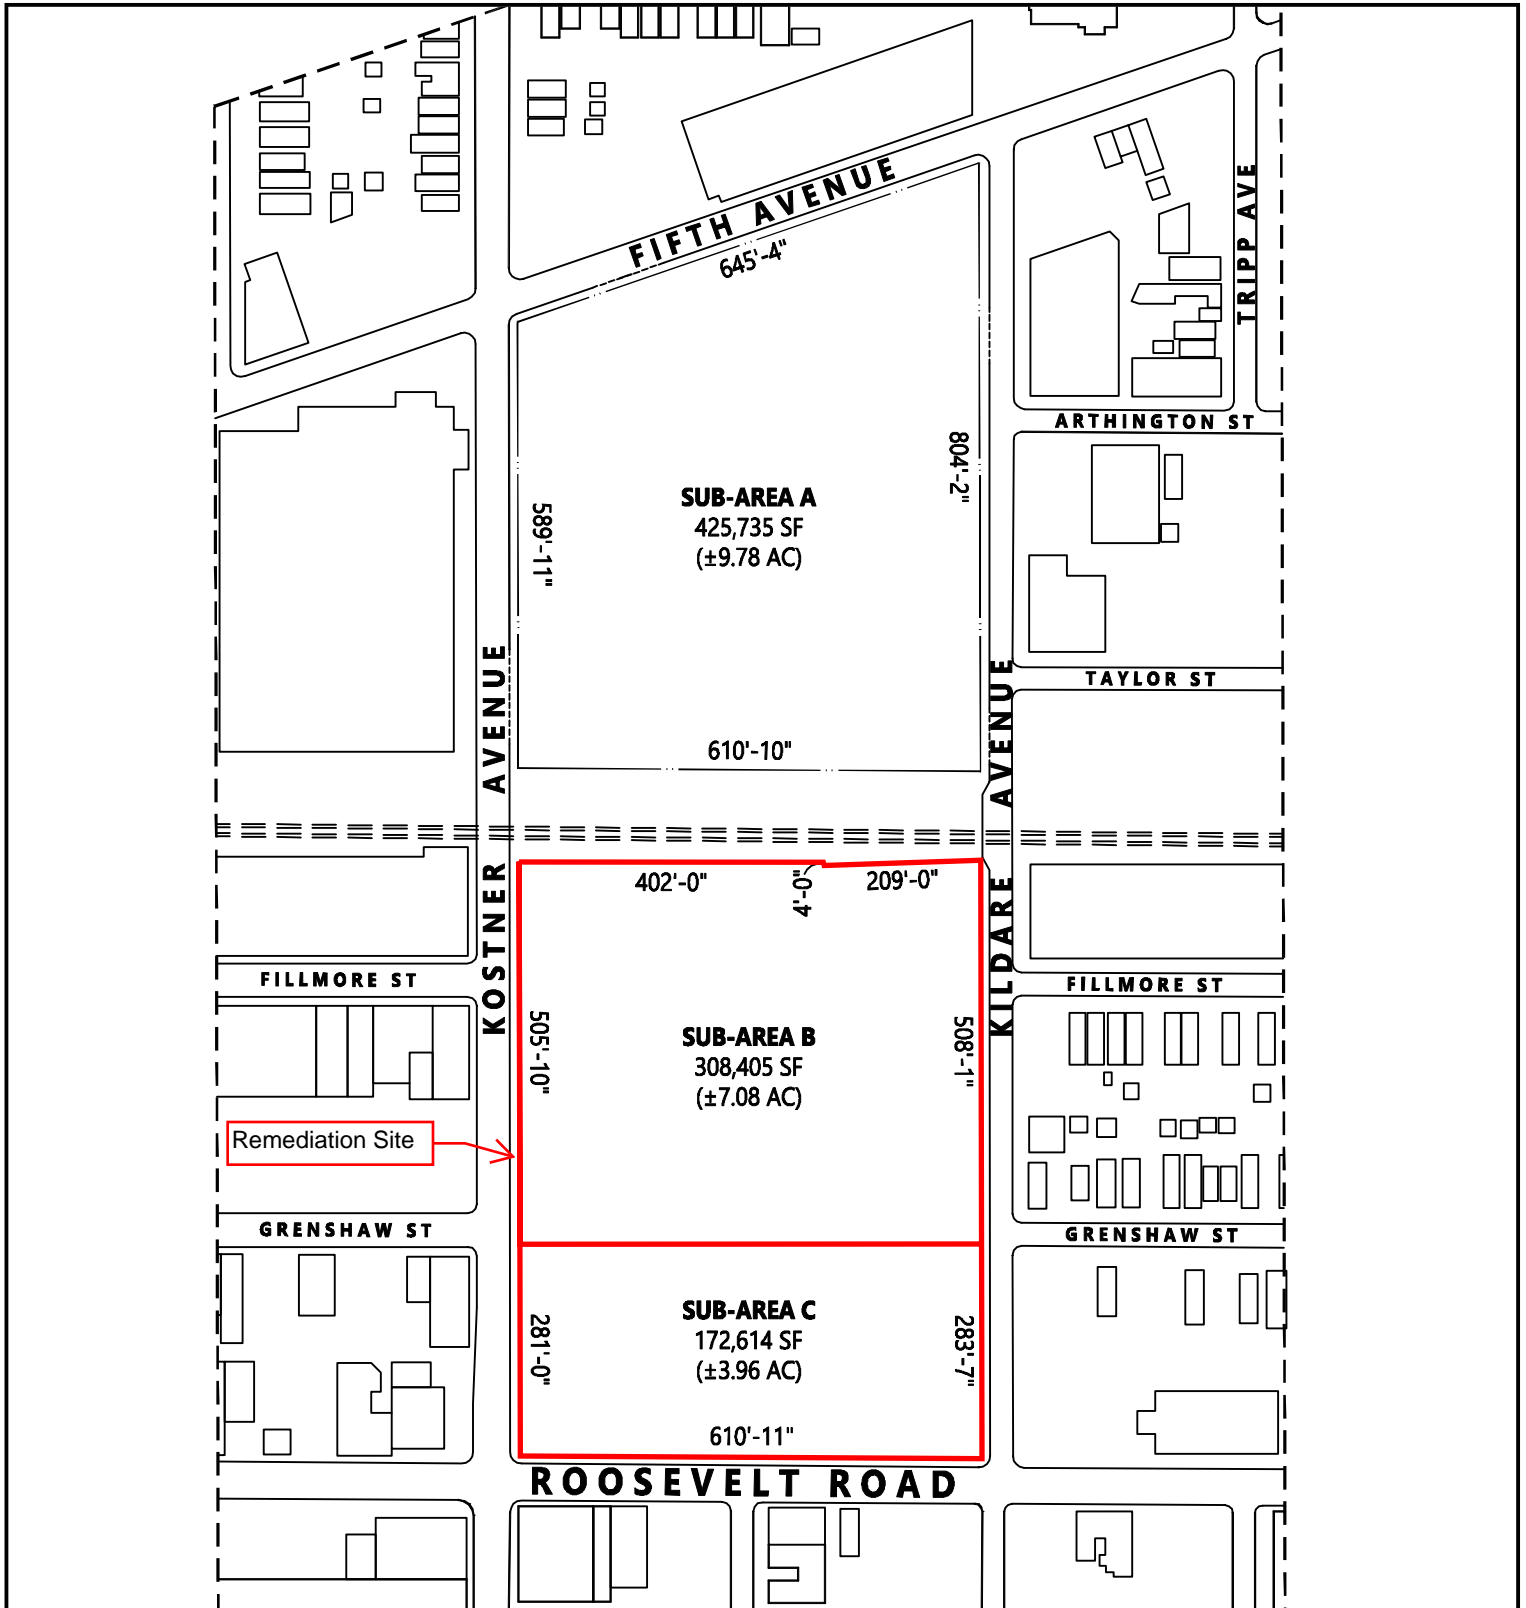 FIFTH AVENUE
645'-4"
TRIPP AVE
ARTHINGTON ST
804'-2"
SUB-AREA A
425,735 SF
(±9.78 AC)
589'-11"
TAYLOR ST
610'-10"
KOSTNER AVENUE
KILDARE AVENUE
402'-0"
4'-0"
209'-0"
FILLMORE ST
FILLMORE ST
505'-10"
508'-1"
SUB-AREA B
308,405 SF
(±7.08 AC)
Remediation Site
GRENSHAW ST
GRENSHAW ST
SUB-AREA C
172,614 SF
(±3.96 AC)
281'-0"
283'-7"
610'-11"
ROOSEVELT ROAD